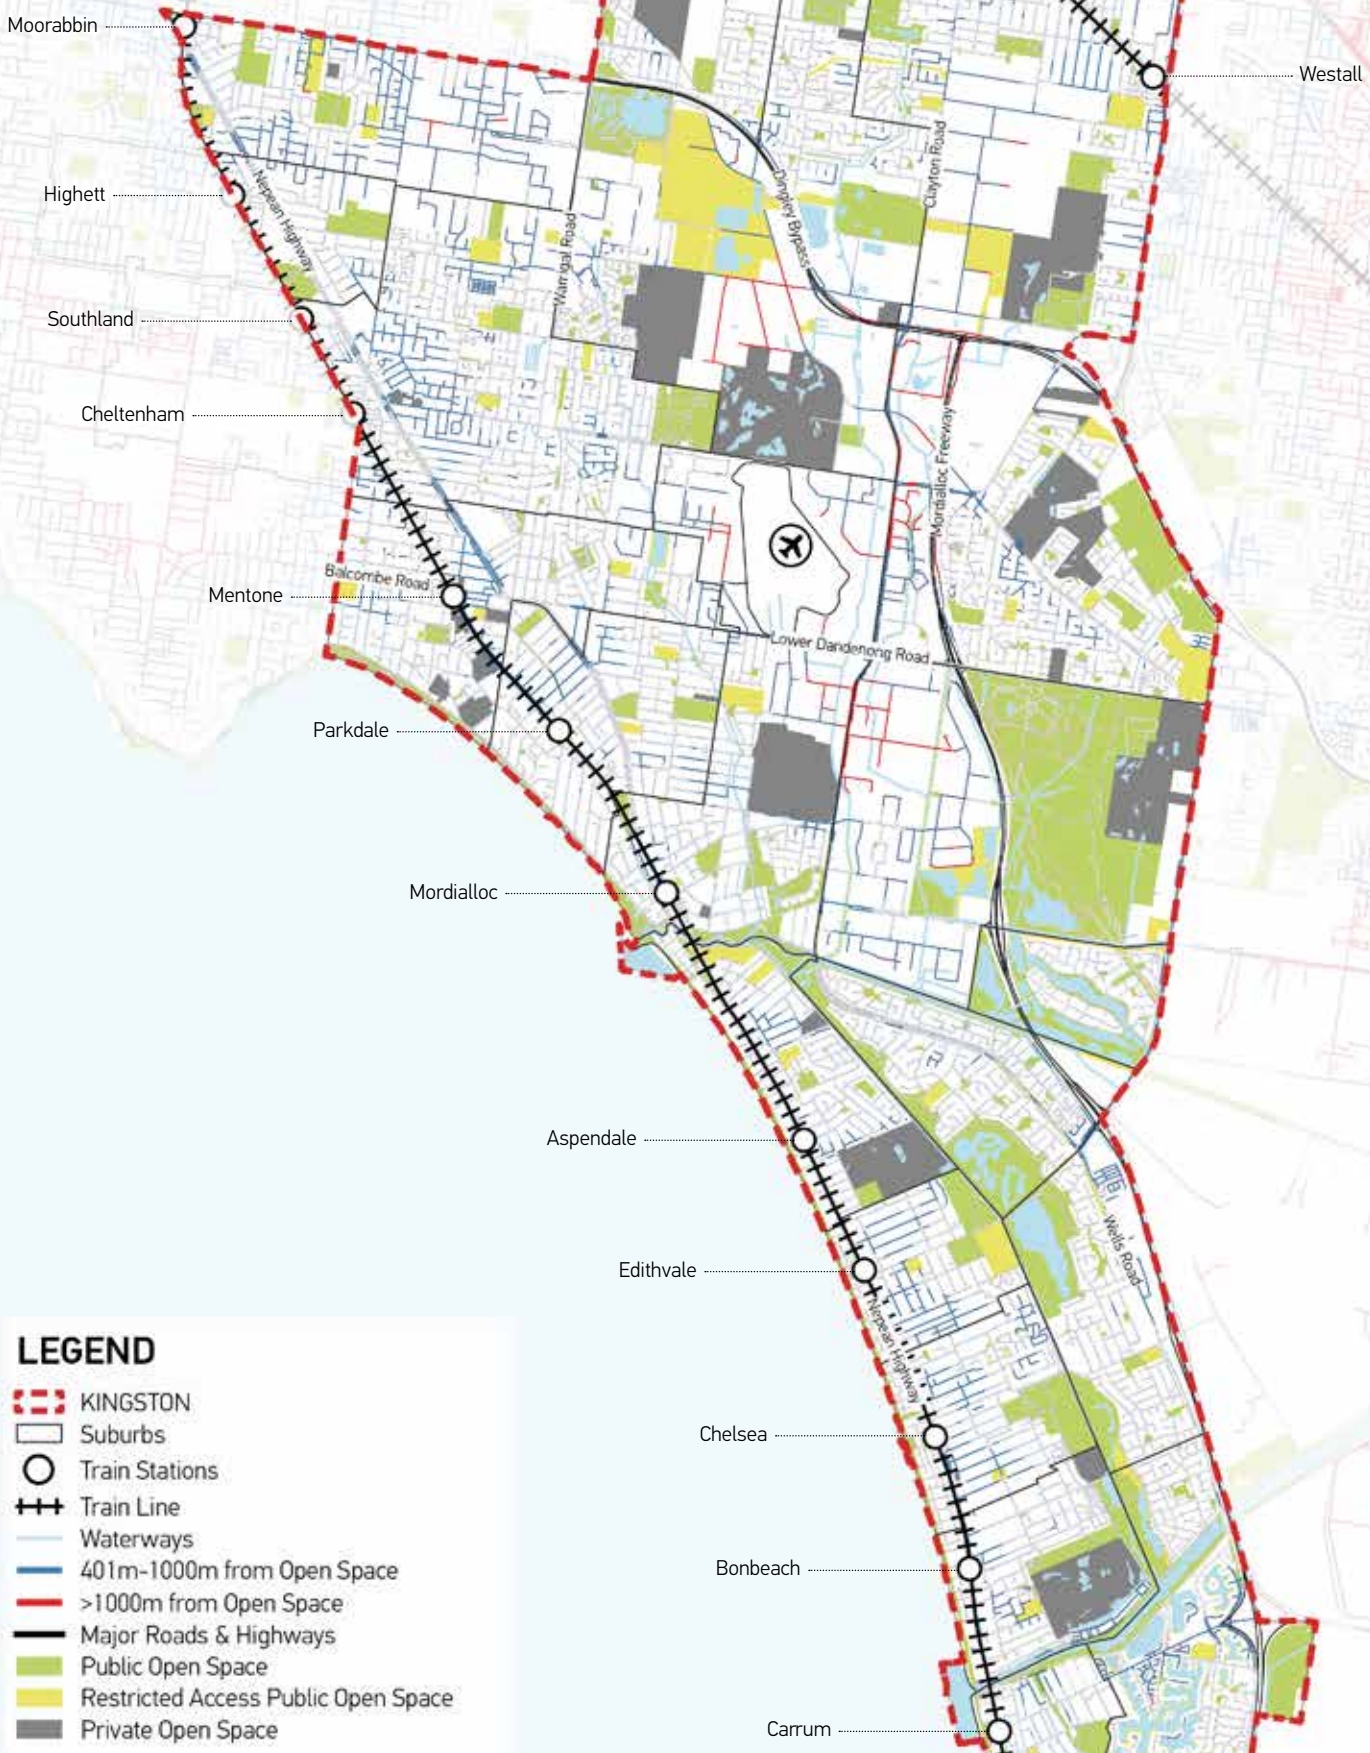 Moorabbin
Westall
Clayton Road
Nepean Highway
Highett
Dingley Bypass
Warrigal Road
Southland
Cheltenham
Mordialloc Freeway
Balcombe Road
Mentone
Lower Dandenong Road
Parkdale
Mordialloc
Aspendale
Wells Road
Edithvale
Nepean Highway
Chelsea
Bonbeach
Carrum
LEGEND
KINGSTON
Suburbs
Train Stations
Train Line
Waterways
401m-1000m from Open Space
>1000m from Open Space
Major Roads & Highways
Public Open Space
Restricted Access Public Open Space
Private Open Space